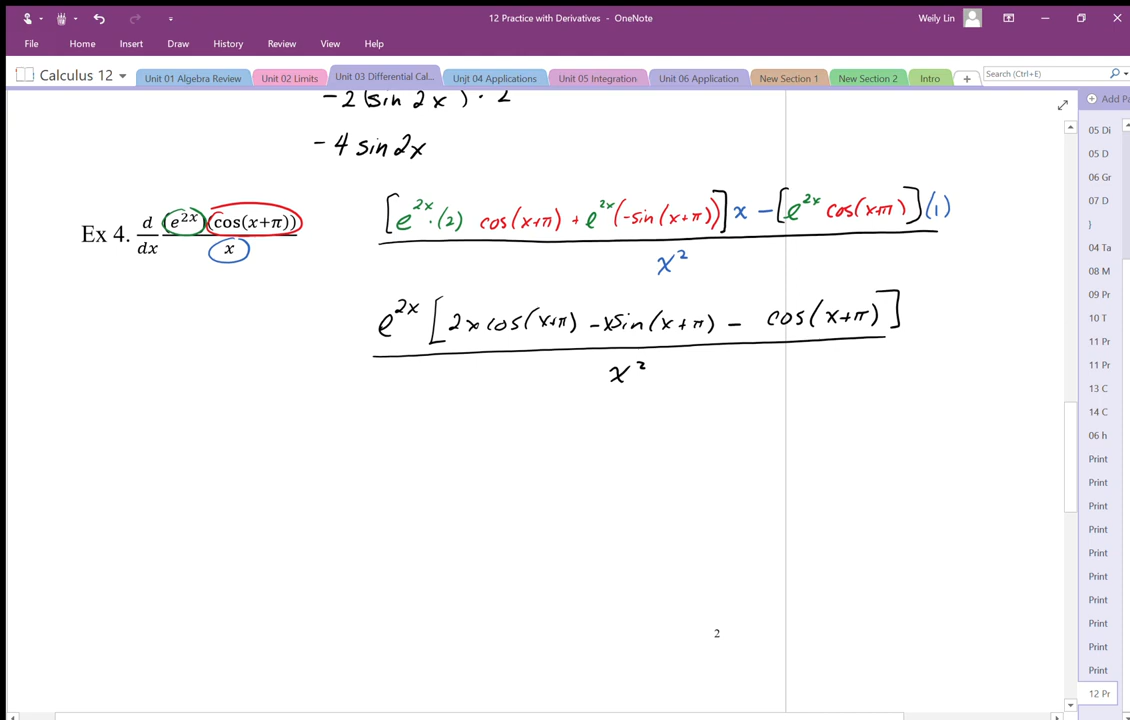 12 Practice with Derivatives - OneNote
Weily Lin
File Home Insert Draw History Review View Help
Calculus 12
Unit 01 Algebra Review
Unit 02 Limits
Unit 03 Differential Cal...
Unit 04 Applications
Unit 05 Integration
Unit 06 Application
New Section 1
New Section 2
Intro
Search (Ctrl+E)
Add Pa
- 2 (sin 2x ) · 2
- 4 sin 2x
Ex 4. d/dx (e^{2x})(cos(x+π))/x
[e^{2x}·(2) cos(x+π) + e^{2x}(-sin(x+π))] x - [e^{2x} cos(x+π)](1)
x²
e^{2x} [2x cos(x+π) - x sin(x+π) - cos(x+π)]
x²
2
05 Di
05 D
06 Gr
07 D
}
04 Ta
08 M
09 Pr
10 T
11 Pr
11 Pr
13 C
14 C
06 h
Print
Print
Print
Print
Print
Print
Print
Print
Print
Print
12 Pr